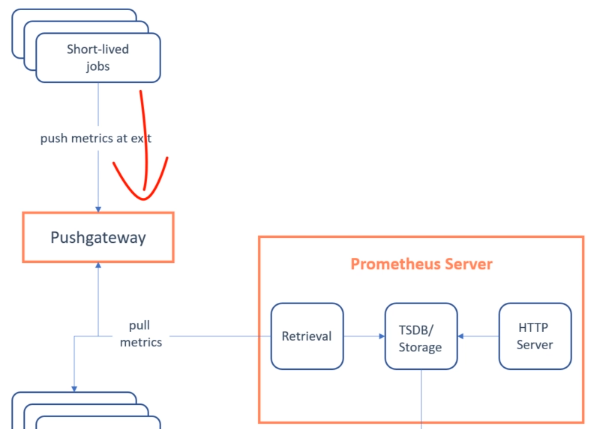 Short-lived
jobs
push metrics at exit
Pushgateway
Prometheus Server
pull
metrics
Retrieval
TSDB/
Storage
HTTP
Server